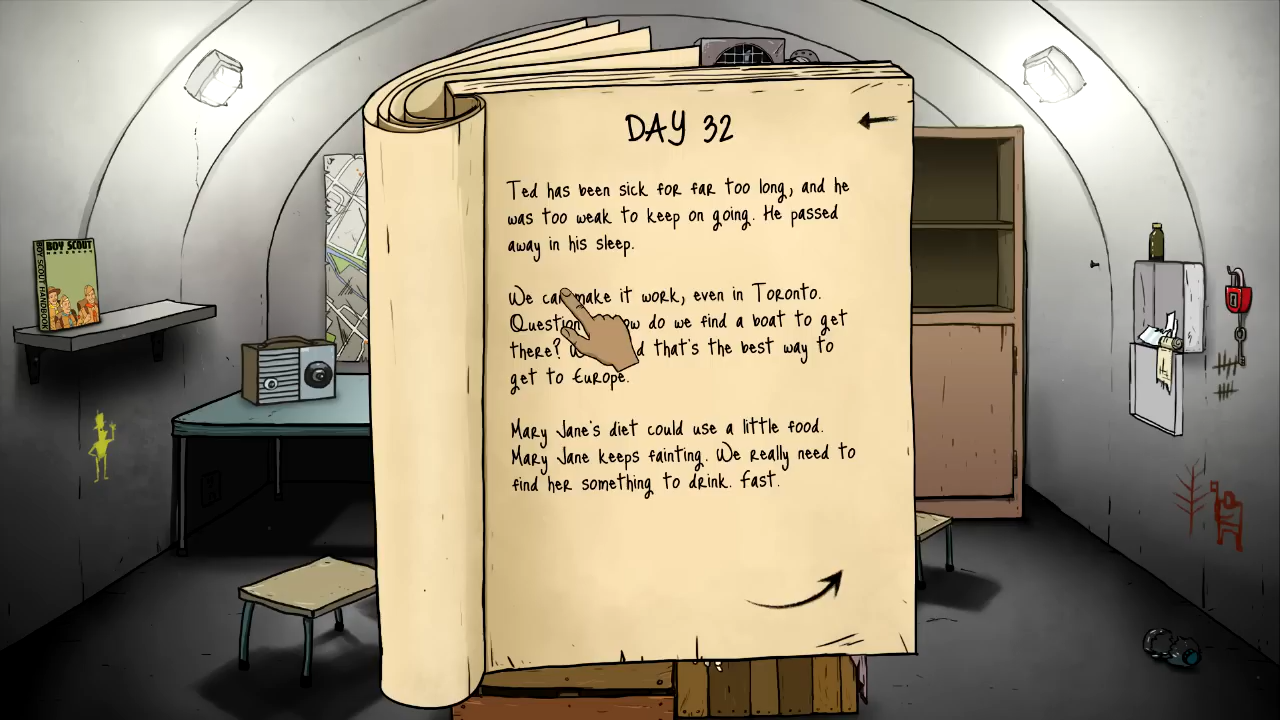 DAY 32
Ted has been sick for far too long, and he
was too weak to keep on going. He passed
away in his sleep.
We can make it work, even in Toronto.
how do we find a boat to get
there? that's the best way to
get to Europe.
Mary Jane's diet could use a little food.
Mary Jane keeps fainting. We really need to
find her something to drink. Fast.
BOY SCOUT
HANDBOOK
BOY SCOUT HANDBOOK